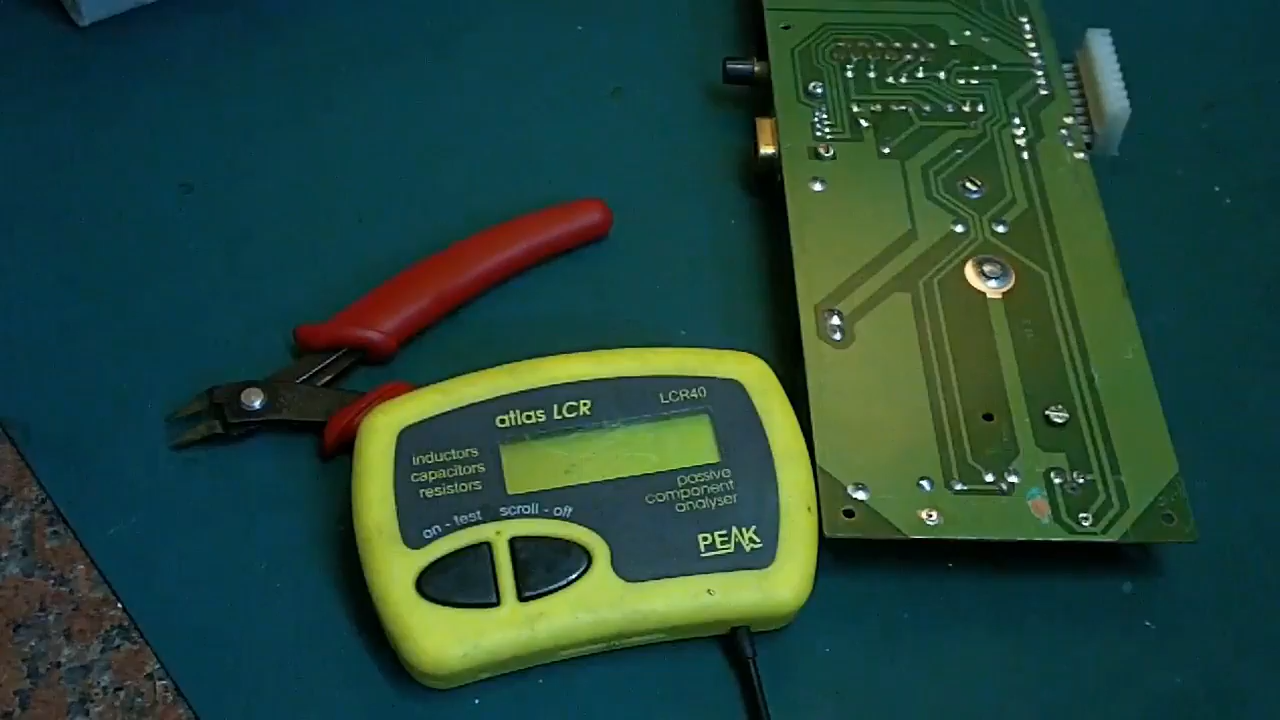 atlas LCR
LCR40
inductors
capacitors
resistors
passive
component
analyser
on - test
scroll - off
PEAK